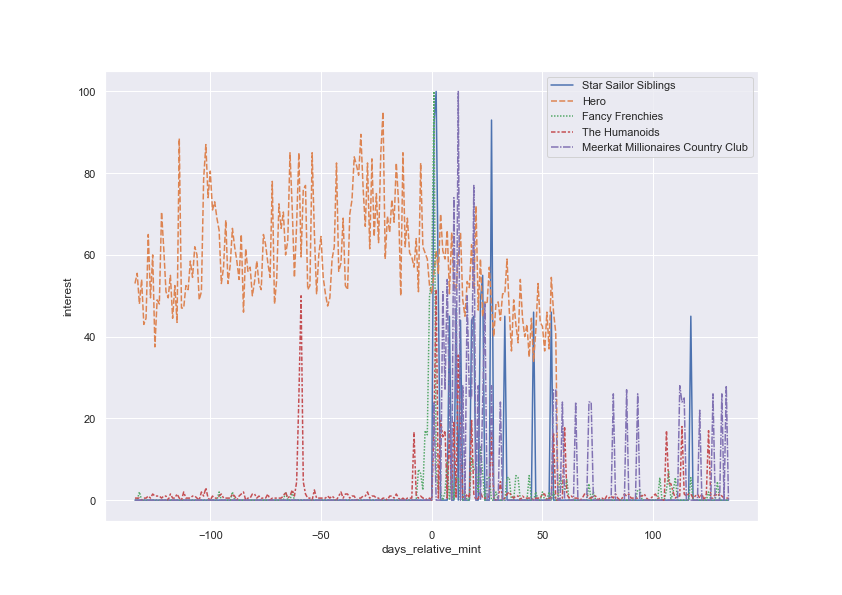 Star Sailor Siblings
Hero
Fancy Frenchies
The Humanoids
Meerkat Millionaires Country Club
100
80
60
40
20
0
interest
−100
−50
0
50
100
days_relative_mint